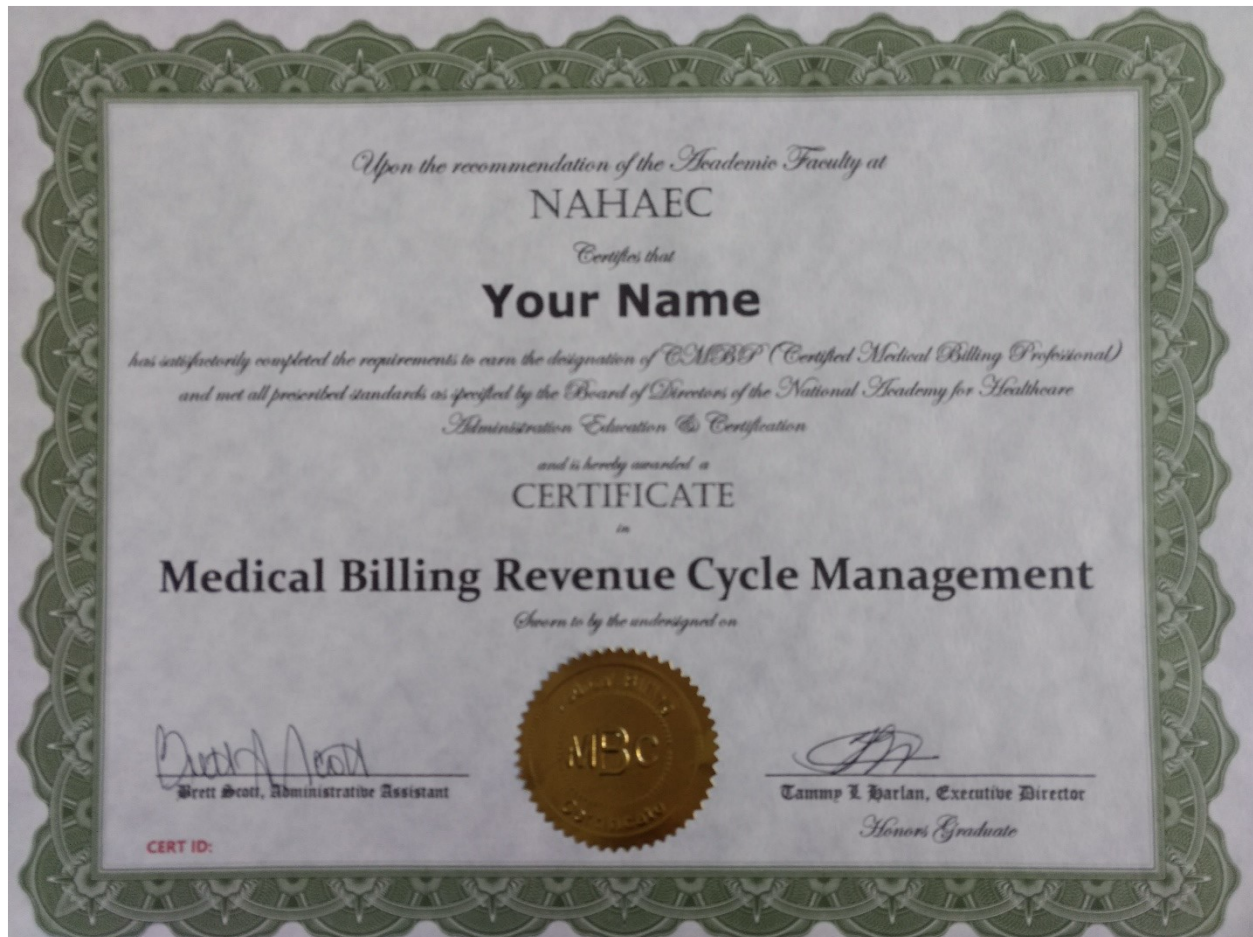 Upon the recommendation of the Academic Faculty at
NAHAEC
Certifies that
Your Name
has satisfactorily completed the requirements to earn the designation of CMBP (Certified Medical Billing Professional)
and met all prescribed standards as specified by the Board of Directors of the National Academy for Healthcare
Administration Education & Certification
and is hereby awarded a
CERTIFICATE
in
Medical Billing Revenue Cycle Management
Sworn to by the undersigned on
MBC
Brett Scott
Brett Scott, Administrative Assistant
Tammy L Harlan, Executive Director
Honors Graduate
CERT ID: